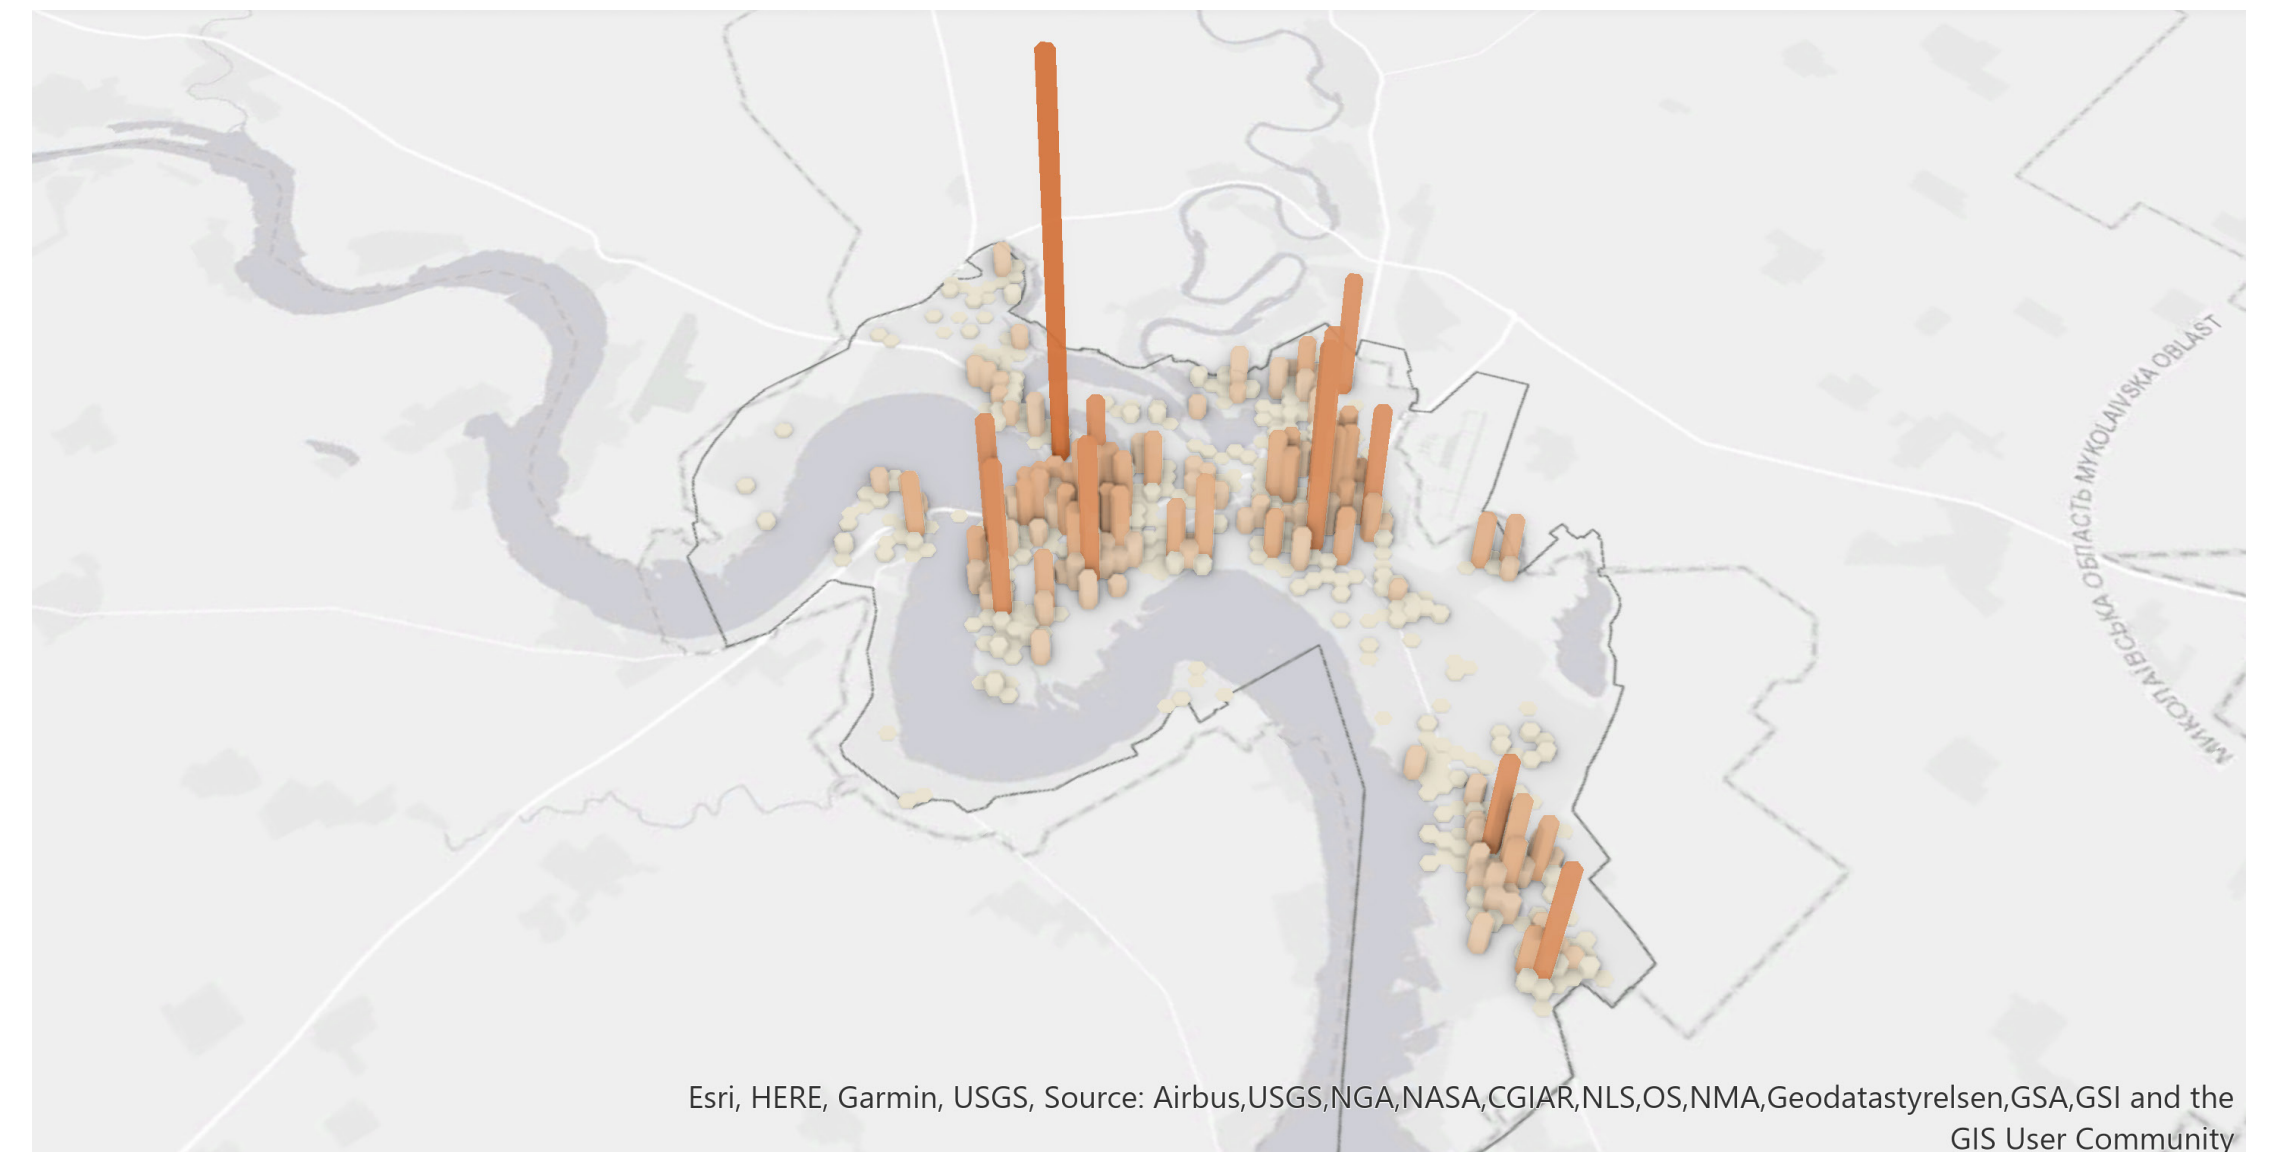 МИКОЛАЇВСЬКА ОБЛАСТЬ MYKOLAIVSKA OBLAST
Esri, HERE, Garmin, USGS, Source: Airbus,USGS,NGA,NASA,CGIAR,NLS,OS,NMA,Geodatastyrelsen,GSA,GSI and the
GIS User Community